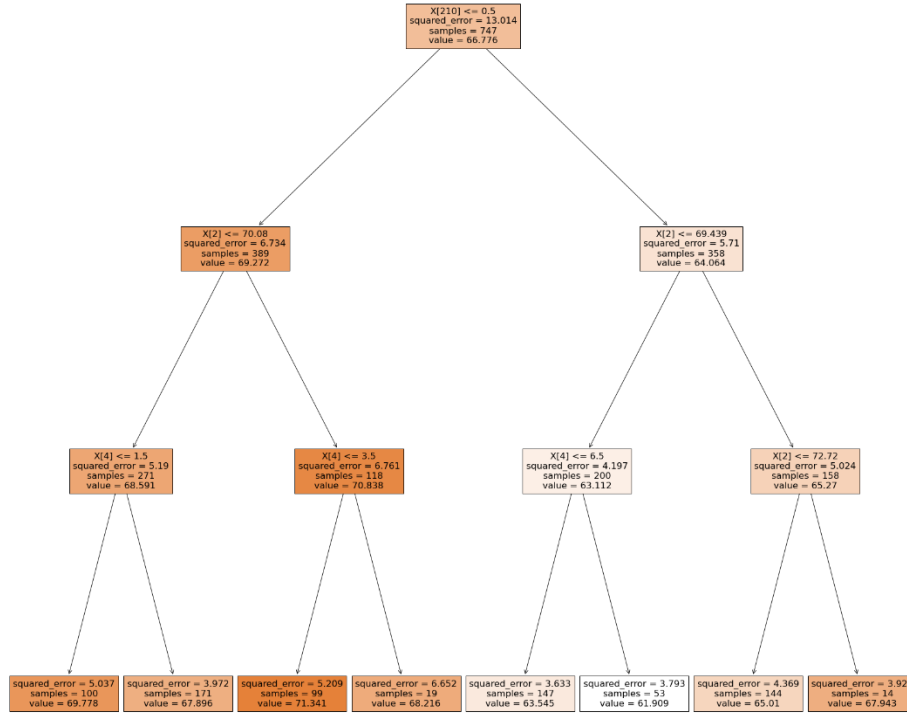 X[210] <= 0.5
squared_error = 13.014
samples = 747
value = 66.776
X[2] <= 70.08
squared_error = 6.734
samples = 389
value = 69.272
X[2] <= 69.439
squared_error = 5.71
samples = 358
value = 64.064
X[4] <= 1.5
squared_error = 5.19
samples = 271
value = 68.591
X[4] <= 3.5
squared_error = 6.761
samples = 118
value = 70.838
X[4] <= 6.5
squared_error = 4.197
samples = 200
value = 63.112
X[2] <= 72.72
squared_error = 5.024
samples = 158
value = 65.27
squared_error = 5.037
samples = 100
value = 69.778
squared_error = 3.972
samples = 171
value = 67.896
squared_error = 5.209
samples = 99
value = 71.341
squared_error = 6.652
samples = 19
value = 68.216
squared_error = 3.633
samples = 147
value = 63.545
squared_error = 3.793
samples = 53
value = 61.909
squared_error = 4.369
samples = 144
value = 65.01
squared_error = 3.92
samples = 14
value = 67.943